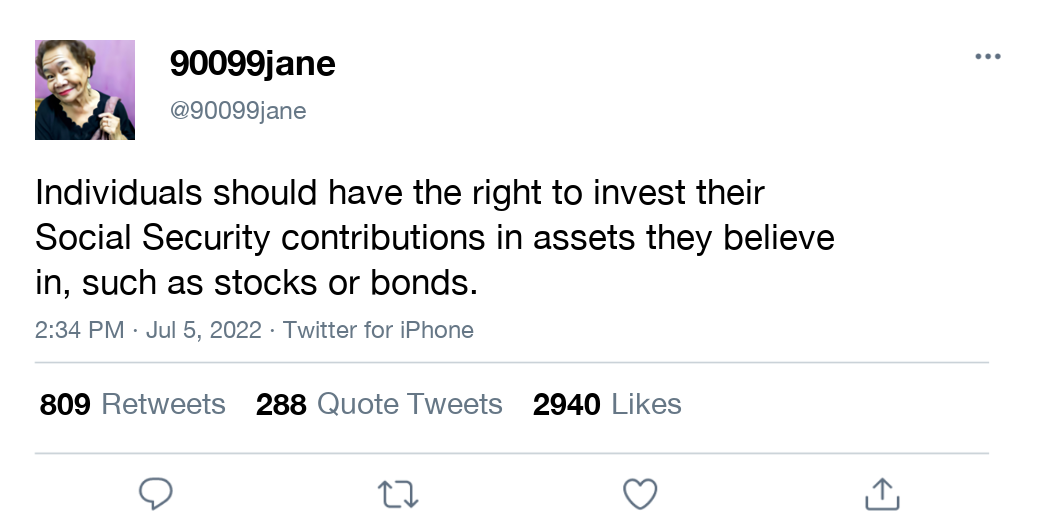 90099jane
@90099jane
Individuals should have the right to invest their
Social Security contributions in assets they believe
in, such as stocks or bonds.
2:34 PM · Jul 5, 2022 · Twitter for iPhone
809 Retweets 288 Quote Tweets 2940 Likes